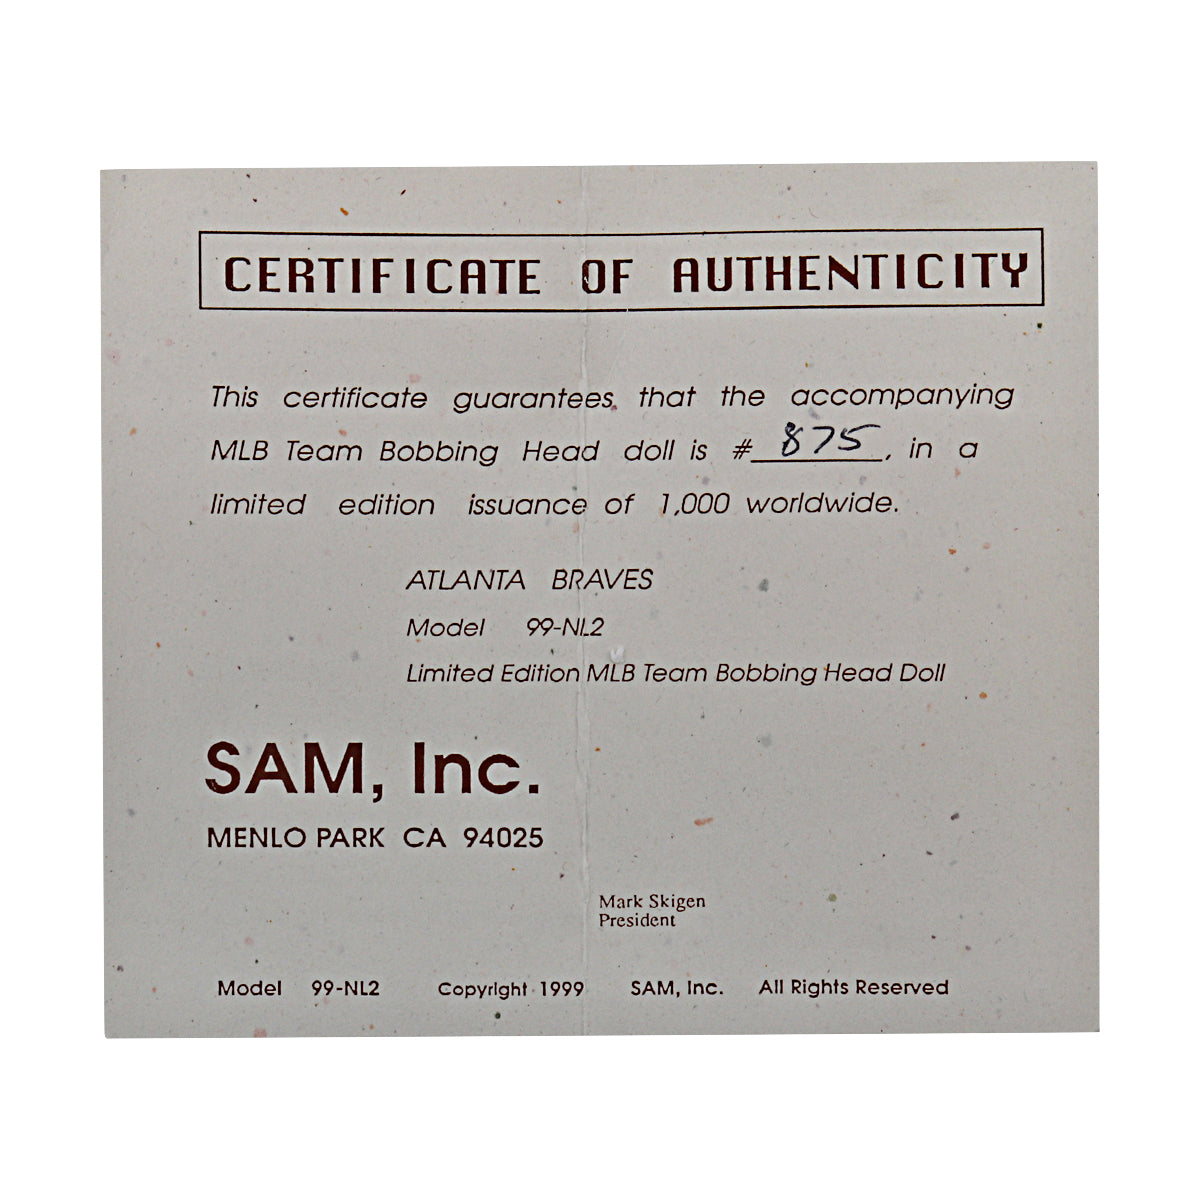 CERTIFICATE OF AUTHENTICITY
This certificate guarantees that the accompanying
MLB Team Bobbing Head doll is # 875, in a
limited edition issuance of 1,000 worldwide.
ATLANTA BRAVES
Model 99-NL2
Limited Edition MLB Team Bobbing Head Doll
SAM, Inc.
MENLO PARK CA 94025
Mark Skigen
President
Model 99-NL2 Copyright 1999 SAM, Inc. All Rights Reserved